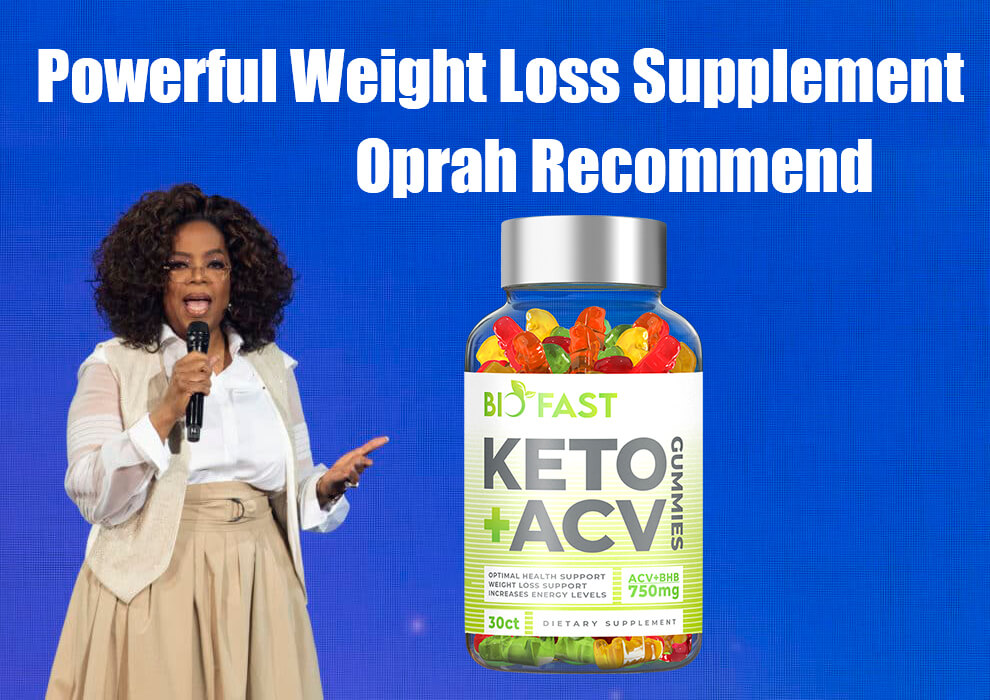 Powerful Weight Loss Supplement
Oprah Recommend
BIO FAST
KETO
+ACV
GUMMIES
OPTIMAL HEALTH SUPPORT
WEIGHT LOSS SUPPORT
INCREASES ENERGY LEVELS
ACV+BHB
750mg
30ct
DIETARY SUPPLEMENT